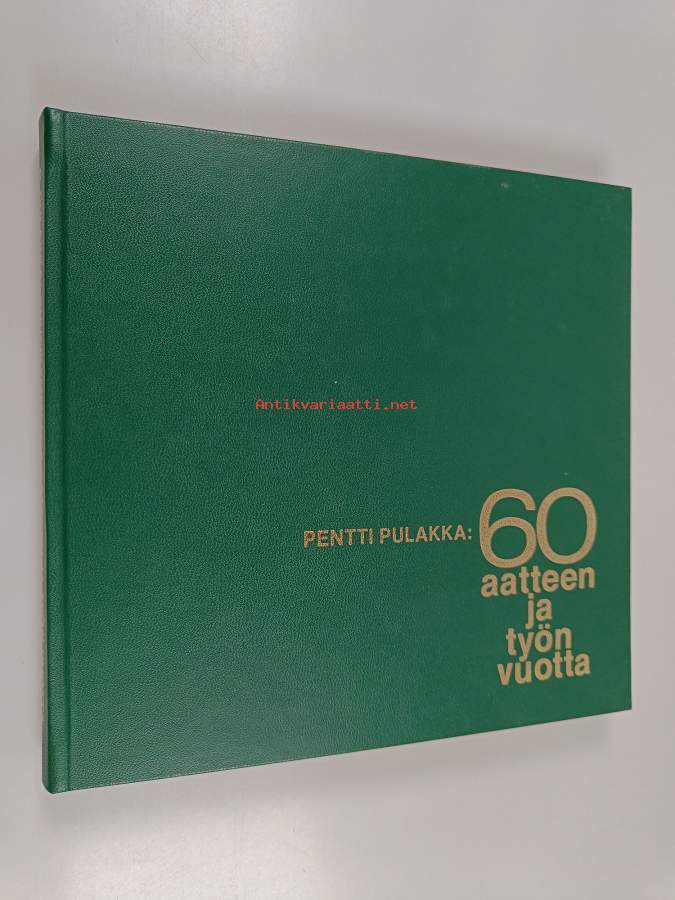 Antikvariaatti.net
PENTTI PULAKKA: 60
aatteen
ja
työn
vuotta